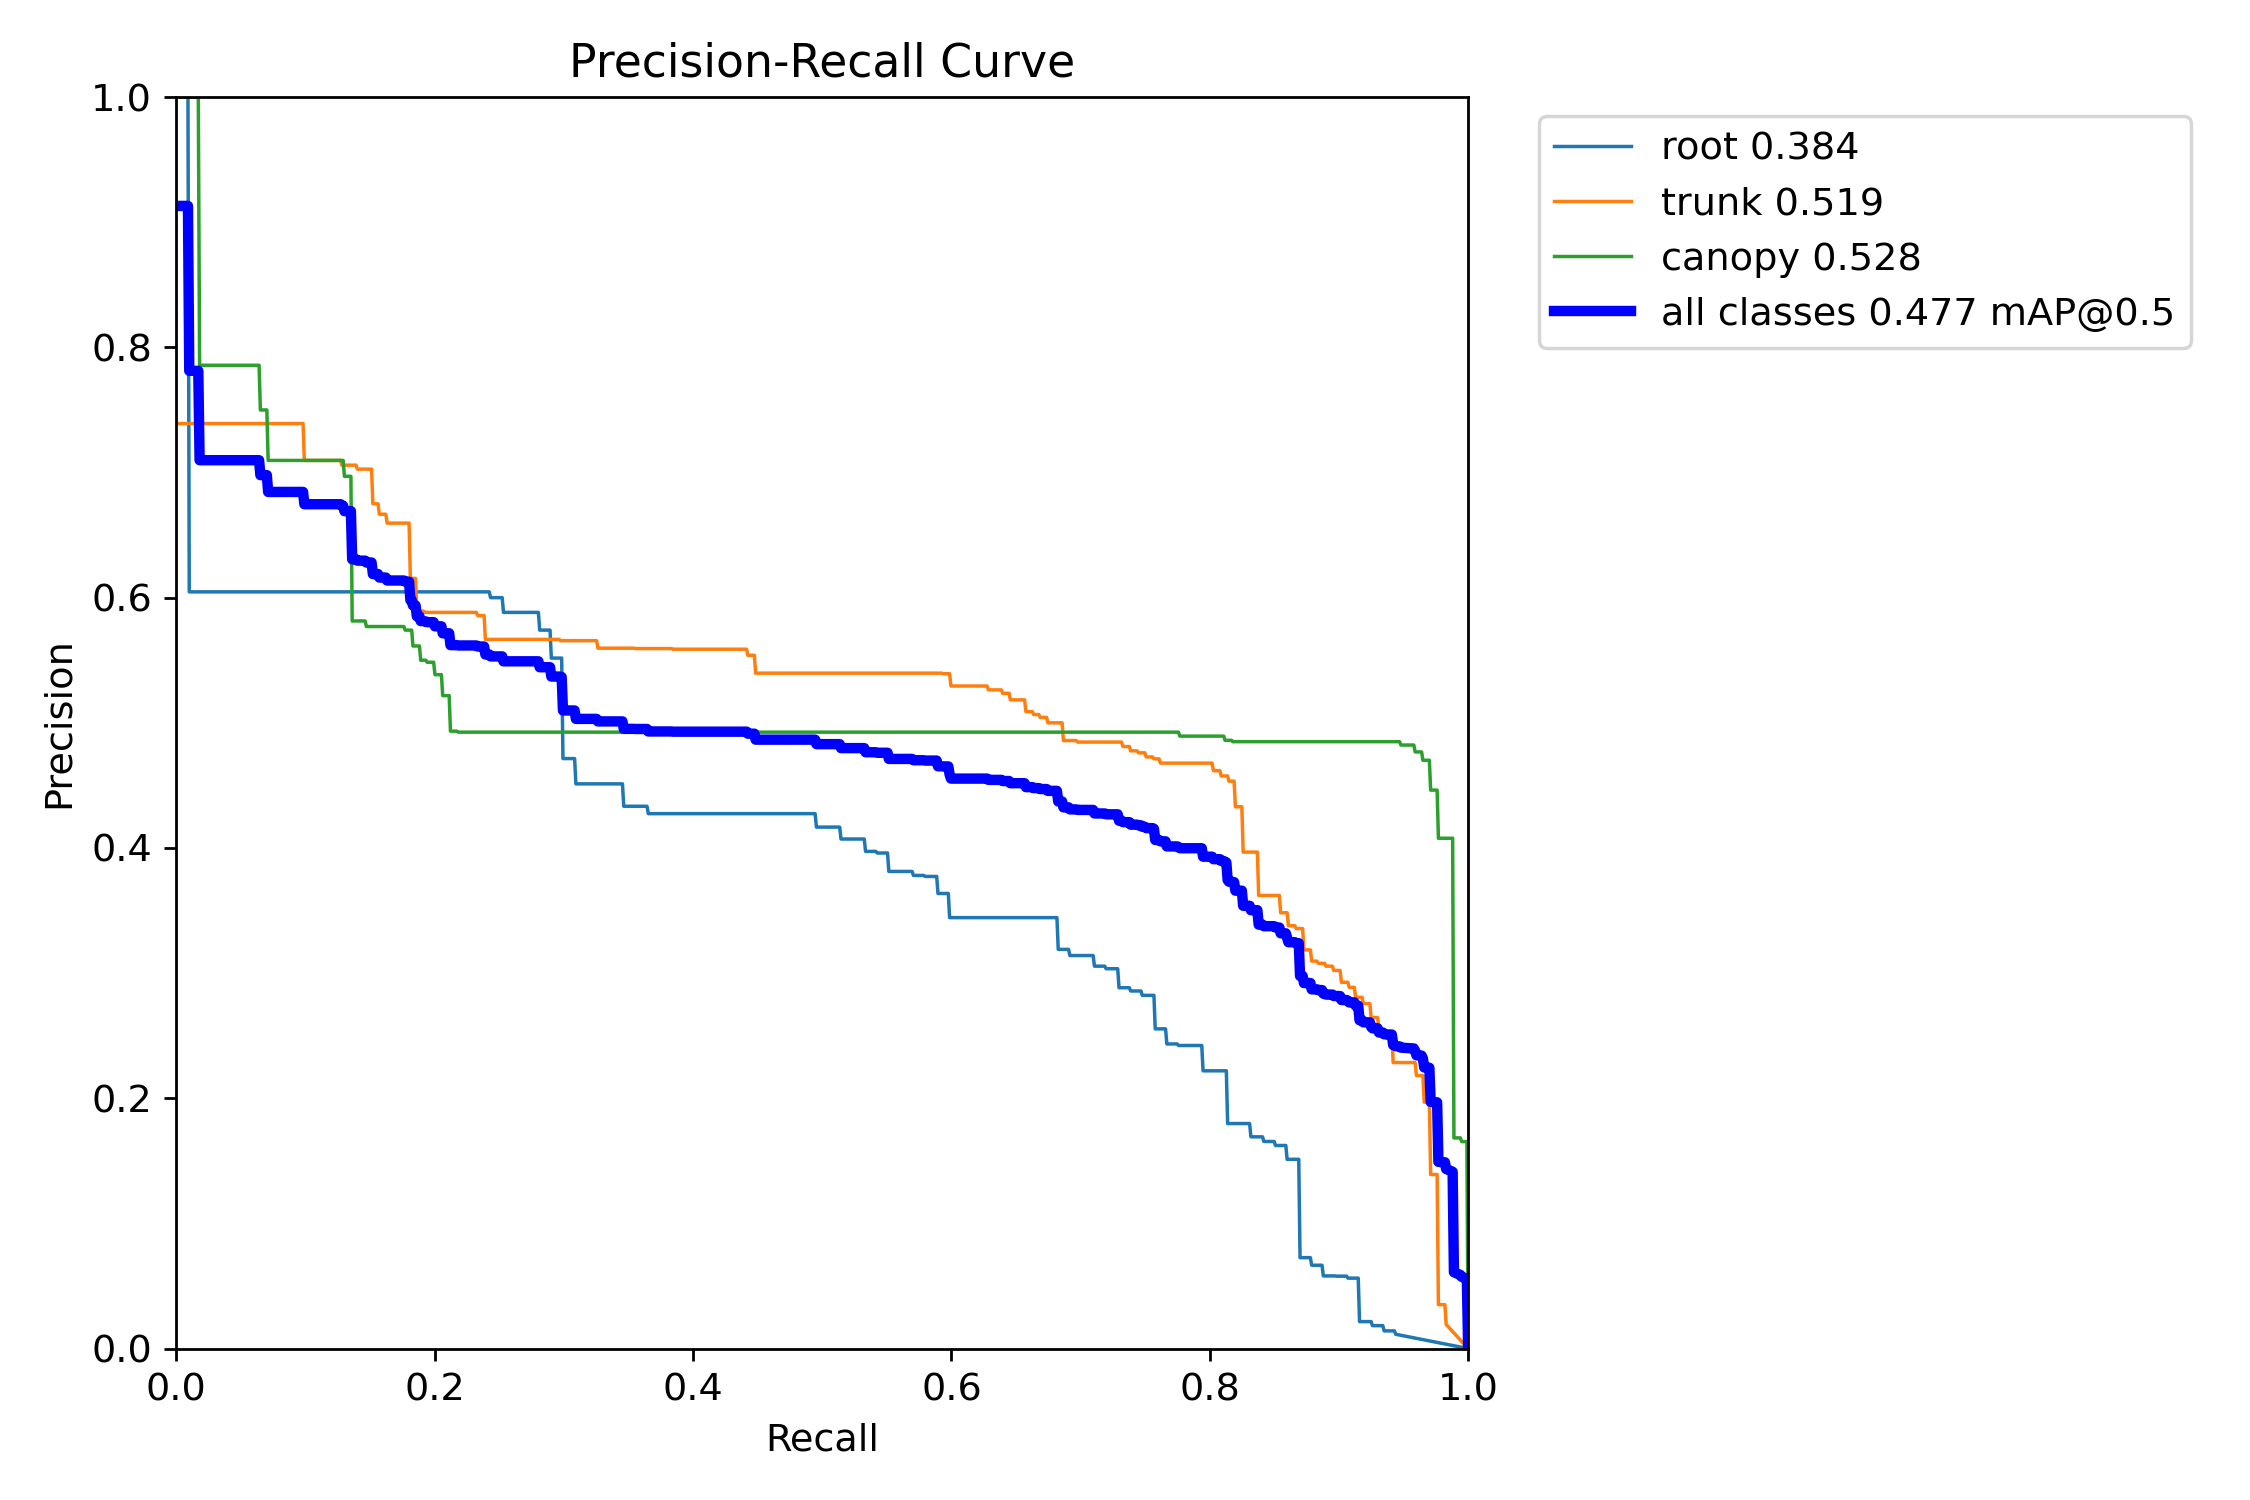 Precision-Recall Curve
1.0
0.8
0.6
0.4
0.2
0.0
Precision
0.0 0.2 0.4 0.6 0.8 1.0
Recall
root 0.384
trunk 0.519
canopy 0.528
all classes 0.477 mAP@0.5